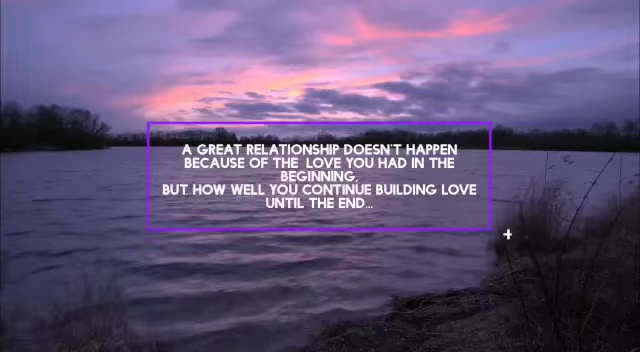 A GREAT RELATIONSHIP DOESN'T HAPPEN
BECAUSE OF THE LOVE YOU HAD IN THE
BEGINNING,
BUT HOW WELL YOU CONTINUE BUILDING LOVE
UNTIL THE END...